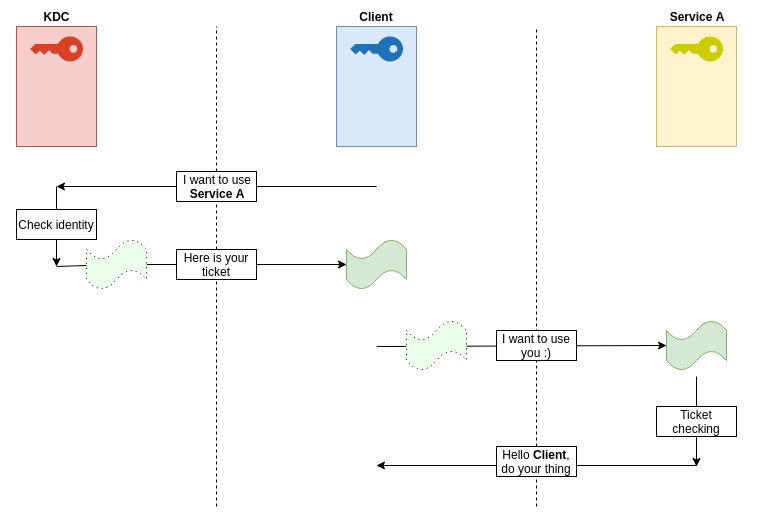 KDC
Client
Service A
I want to use
Service A
Check identity
Here is your
ticket
I want to use
you :)
Ticket
checking
Hello Client,
do your thing